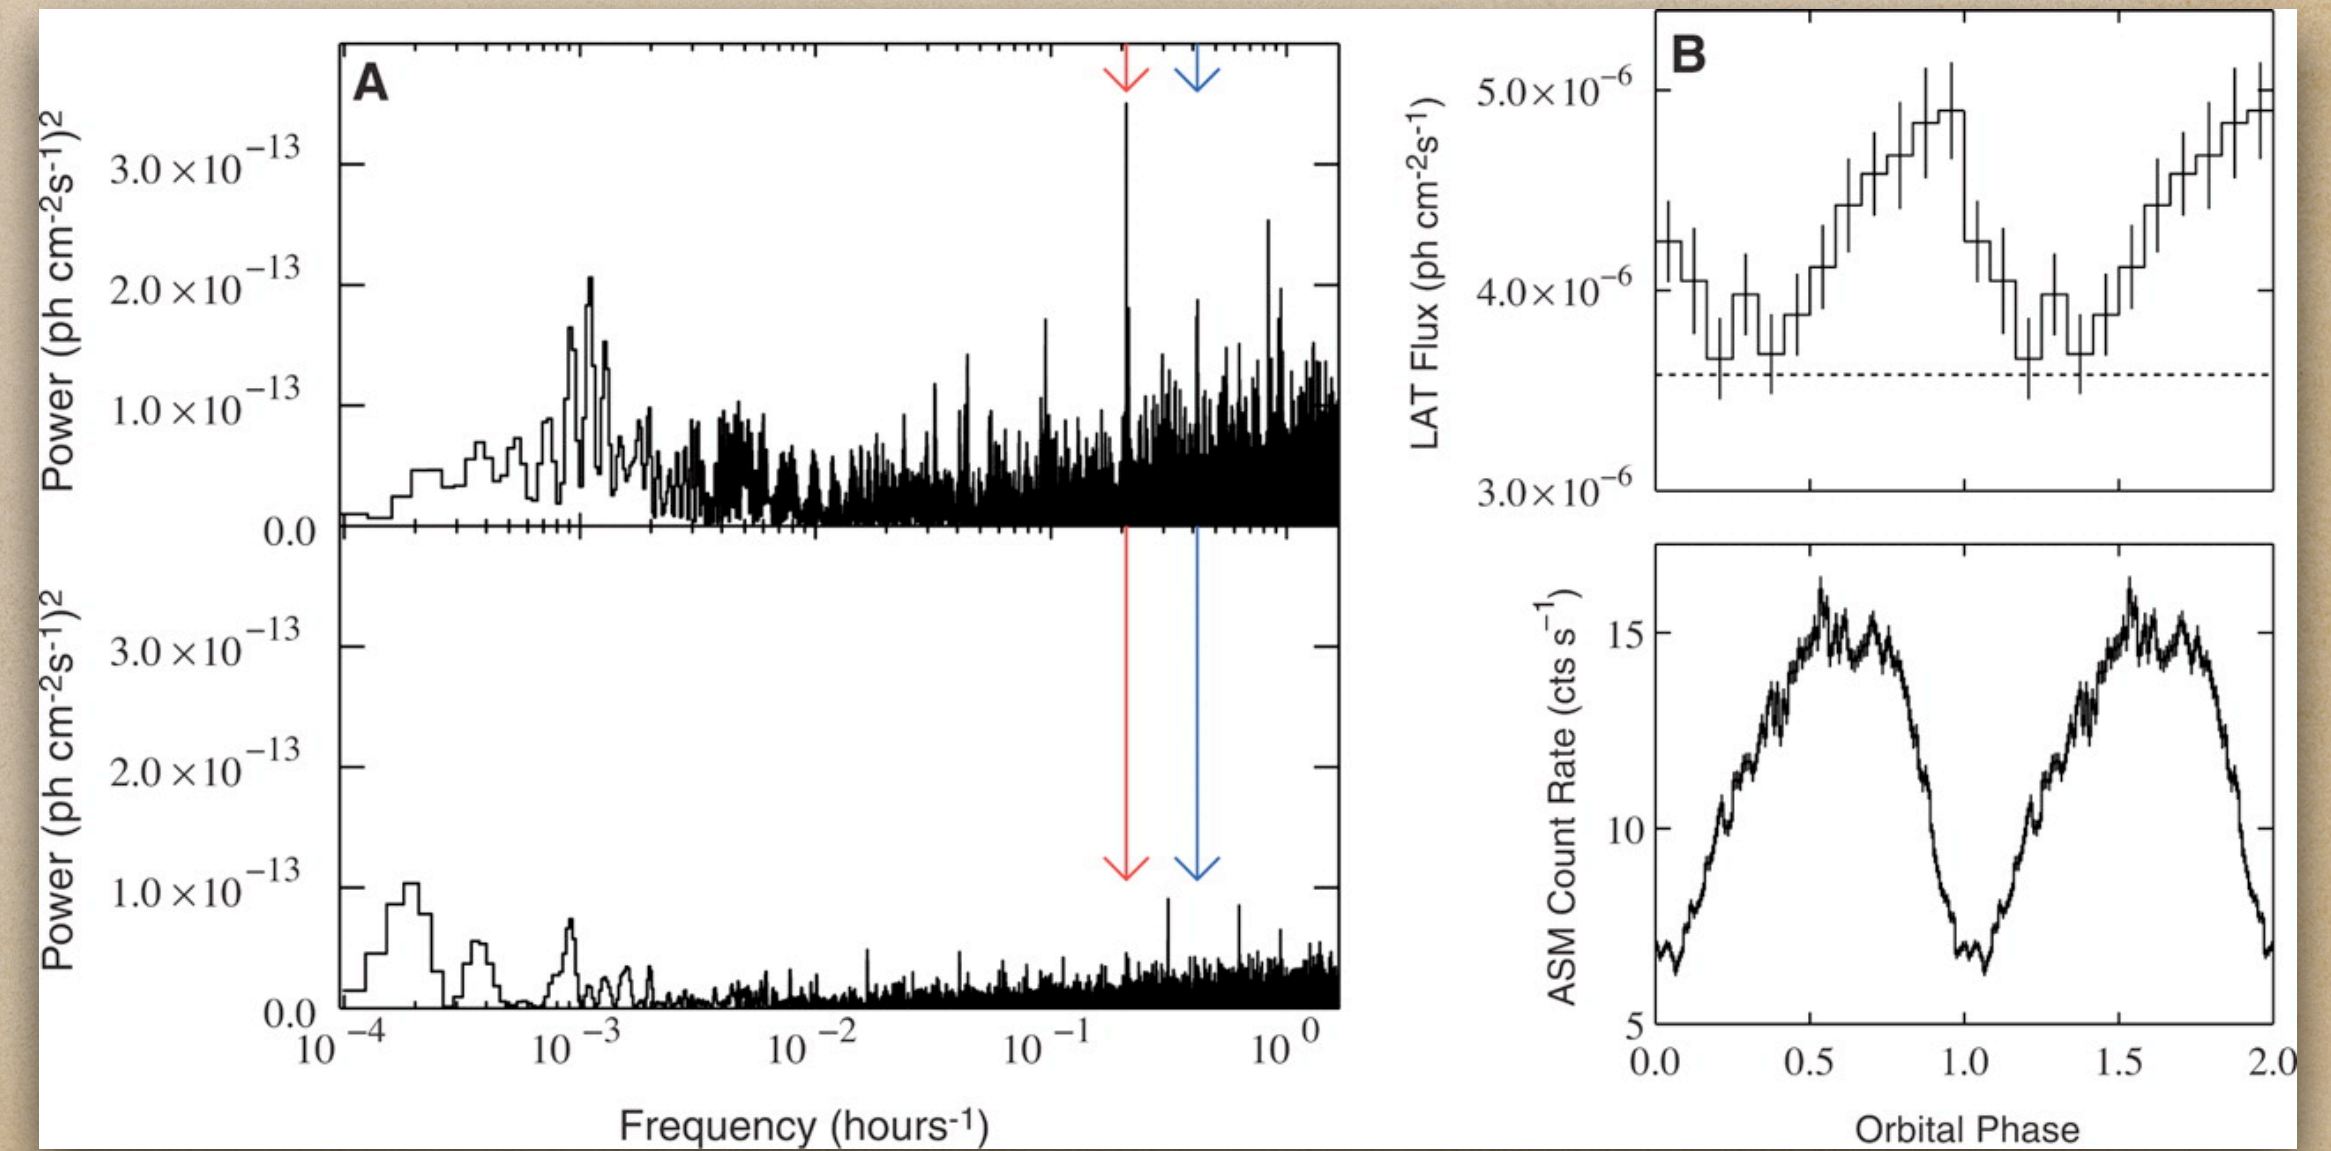 A
Power (ph cm-2s-1)2
3.0 ×10 −13
2.0 ×10 −13
1.0 ×10 −13
0.0
Power (ph cm-2s-1)2
3.0 ×10 −13
2.0 ×10 −13
1.0 ×10 −13
0.0
10 −4
10 −3
10 −2
10 −1
10 0
Frequency (hours-1)
B
LAT Flux (ph cm-2s-1)
5.0×10−6
4.0×10−6
3.0×10−6
ASM Count Rate (cts s−1)
15
10
5
0.0
0.5
1.0
1.5
2.0
Orbital Phase